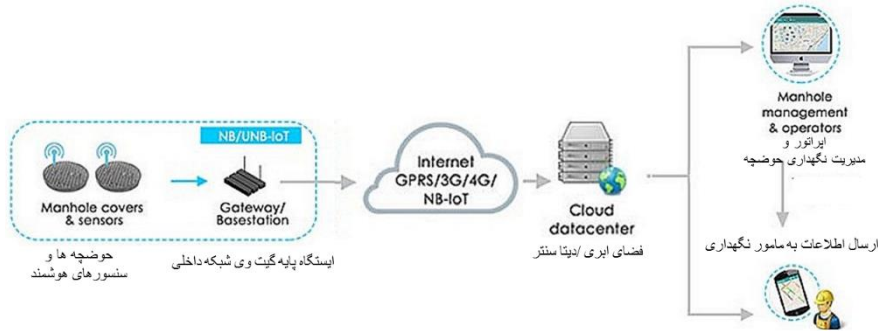 NB/UNB-IoT
Manhole covers
& sensors
Gateway/
Basestation
حوضچه ها و
سنسورهای هوشمند
ایستگاه پایه گیت وی شبکه داخلی
Internet
GPRS/3G/4G/
NB-IoT
Cloud
datacenter
فضای ابری /دیتا سنتر
Manhole
management
& operators
اپراتور و
مدیریت نگهداری حوضچه
ارسال اطلاعات به مامور نگهداری